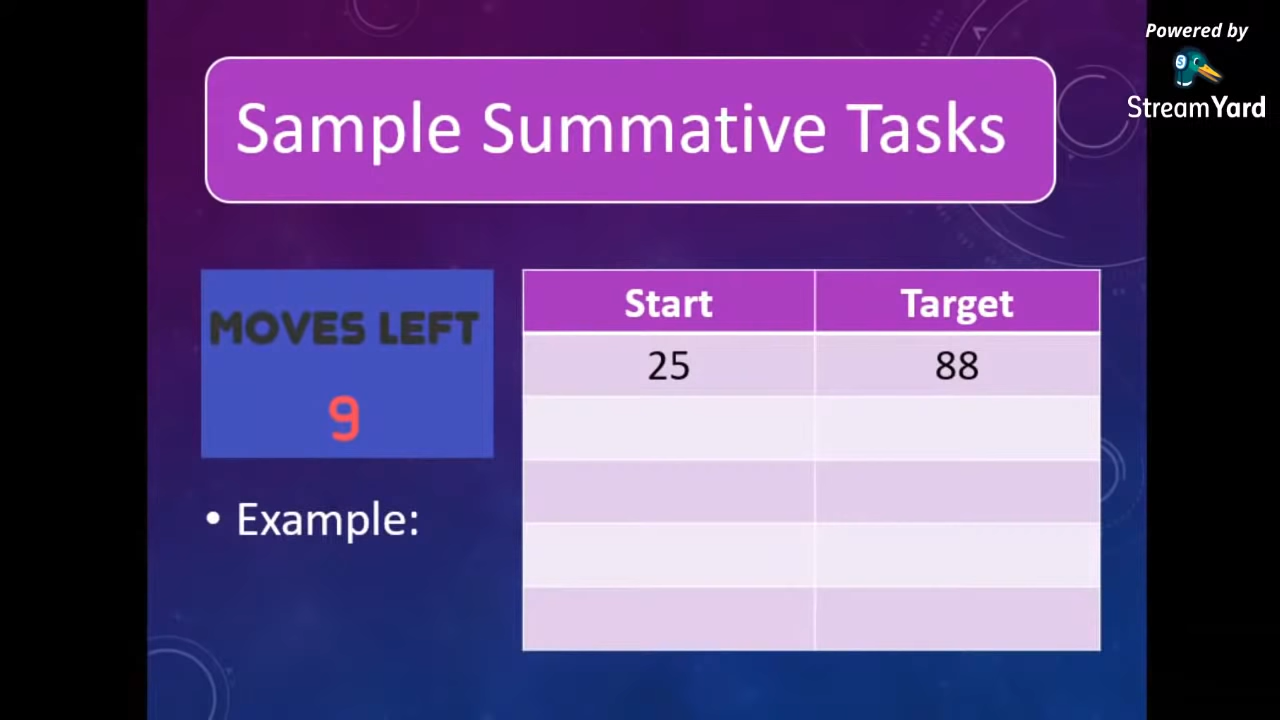 Powered by
StreamYard
Sample Summative Tasks
MOVES LEFT
9
• Example:
Start Target
25 88